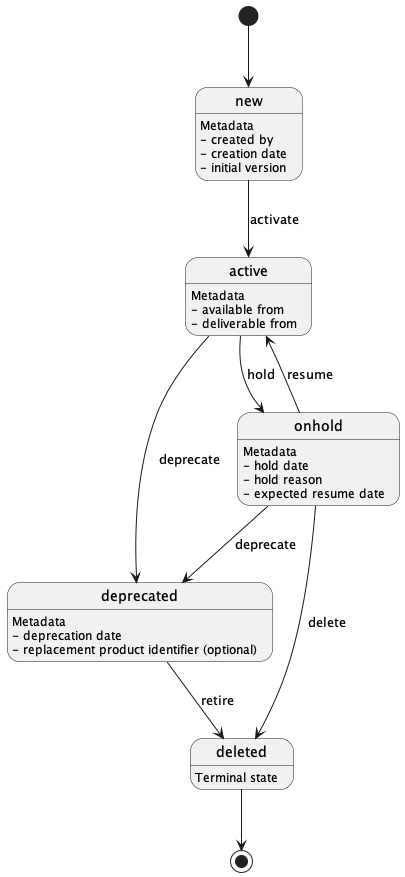 new
Metadata
- created by
- creation date
- initial version
activate
active
Metadata
- available from
- deliverable from
hold
resume
onhold
Metadata
- hold date
- hold reason
- expected resume date
deprecate
deprecate
deprecated
Metadata
- deprecation date
- replacement product identifier (optional)
delete
retire
deleted
Terminal state